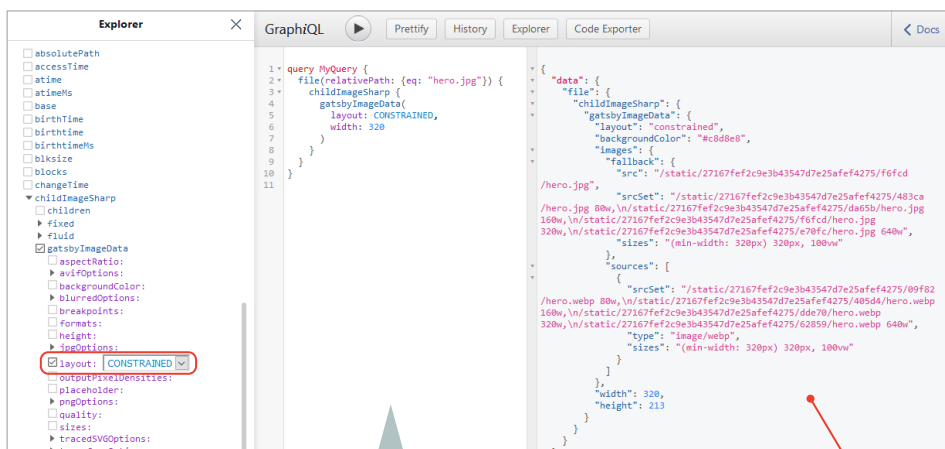 Explorer
GraphiQL
Prettify
History
Explorer
Code Exporter
Docs
absolutePath
accessTime
atime
atimeMs
base
birthTime
birthtime
birthtimeMs
blksize
blocks
changeTime
childImageSharp
children
fixed
fluid
gatsbyImageData
aspectRatio:
avifOptions:
backgroundColor:
blurredOptions:
breakpoints:
formats:
height:
jpgOptions:
layout: CONSTRAINED
outputPixelDensities:
placeholder:
pngOptions:
quality:
sizes:
tracedSVGOptions:
1 query MyQuery {
2 file(relativePath: {eq: "hero.jpg"}) {
3 childImageSharp {
4 gatsbyImageData(
5 layout: CONSTRAINED,
6 width: 320
7 )
8 }
9 }
10 }
11
{
"data": {
"file": {
"childImageSharp": {
"gatsbyImageData": {
"layout": "constrained",
"backgroundColor": "#c8d8e8",
"images": {
"fallback": {
"src": "/static/27167fef2c9e3b43547d7e25afef4275/f6fcd
/hero.jpg",
"srcSet": "/static/27167fef2c9e3b43547d7e25afef4275/483ca
/hero.jpg 80w,\n/static/27167fef2c9e3b43547d7e25afef4275/da65b/hero.jpg
160w,\n/static/27167fef2c9e3b43547d7e25afef4275/f6fcd/hero.jpg
320w,\n/static/27167fef2c9e3b43547d7e25afef4275/e70fc/hero.jpg 640w",
"sizes": "(min-width: 320px) 320px, 100vw"
},
"sources": [
{
"srcSet": "/static/27167fef2c9e3b43547d7e25afef4275/09f82
/hero.webp 80w,\n/static/27167fef2c9e3b43547d7e25afef4275/405d4/hero.webp
160w,\n/static/27167fef2c9e3b43547d7e25afef4275/dde70/hero.webp
320w,\n/static/27167fef2c9e3b43547d7e25afef4275/62859/hero.webp 640w",
"type": "image/webp",
"sizes": "(min-width: 320px) 320px, 100vw"
}
]
},
"width": 320,
"height": 213
}
}
}